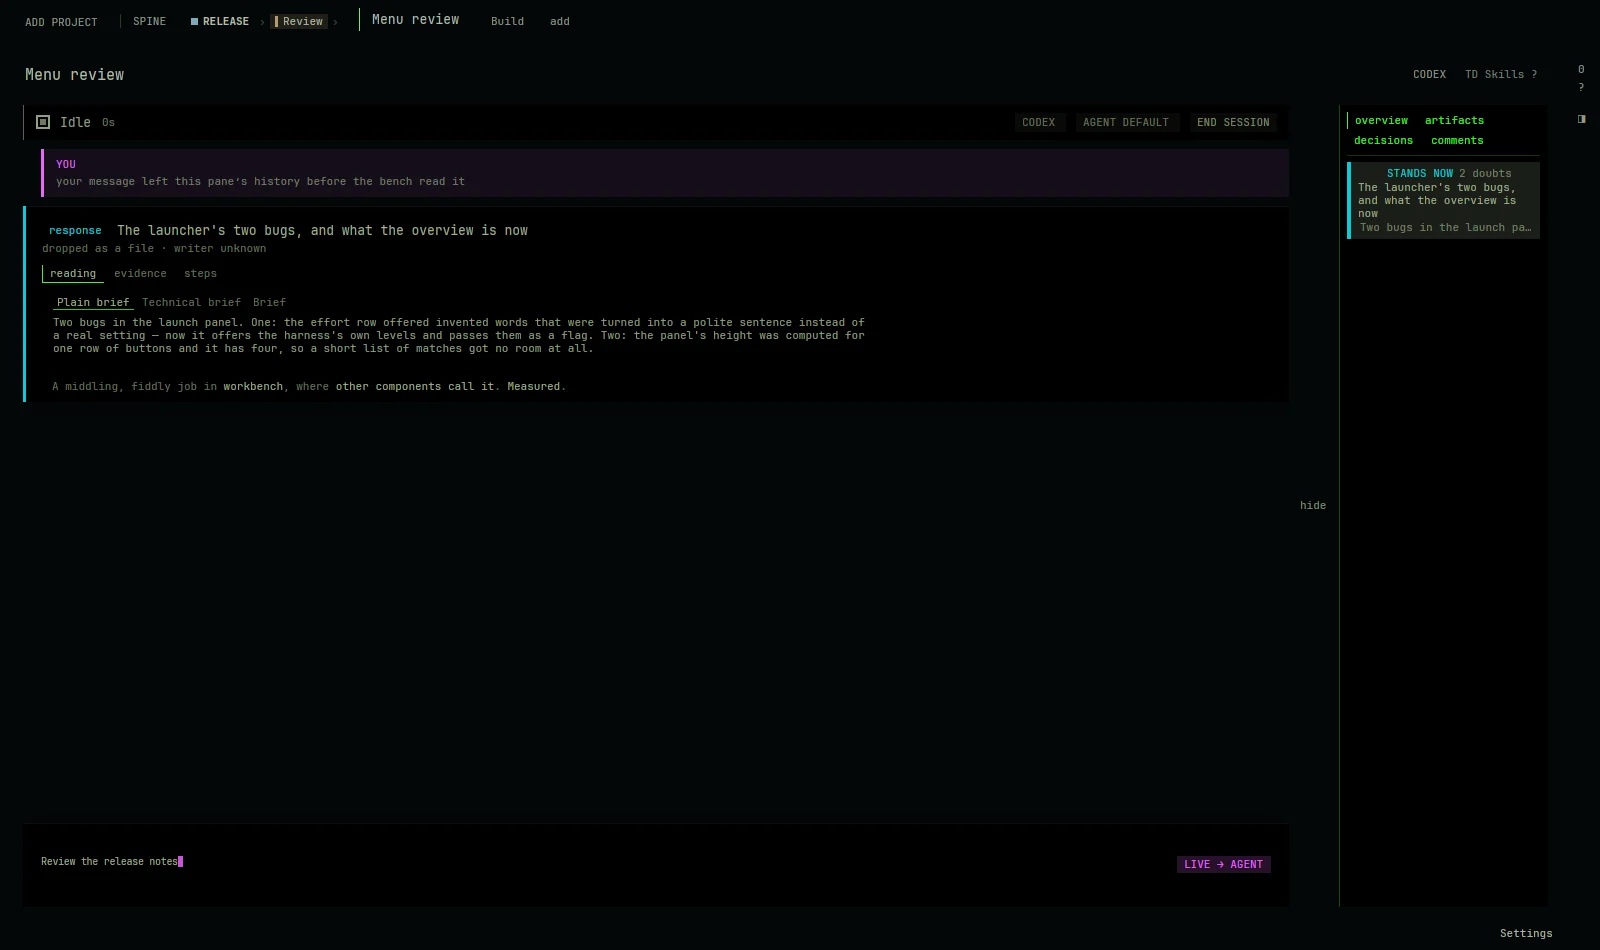 ADD PROJECT SPINE RELEASE › Review › Menu review Build add
Menu review
CODEX TD Skills ?
0
?
Idle 0s
CODEX AGENT DEFAULT END SESSION
YOU
your message left this pane's history before the bench read it
response The launcher's two bugs, and what the overview is now
dropped as a file · writer unknown
reading evidence steps
Plain brief Technical brief Brief
Two bugs in the launch panel. One: the effort row offered invented words that were turned into a polite sentence instead of
a real setting — now it offers the harness's own levels and passes them as a flag. Two: the panel's height was computed for
one row of buttons and it has four, so a short list of matches got no room at all.
A middling, fiddly job in workbench, where other components call it. Measured.
hide
overview artifacts
decisions comments
STANDS NOW 2 doubts
The launcher's two bugs,
and what the overview is
now
Two bugs in the launch pa…
Review the release notes
LIVE → AGENT
Settings